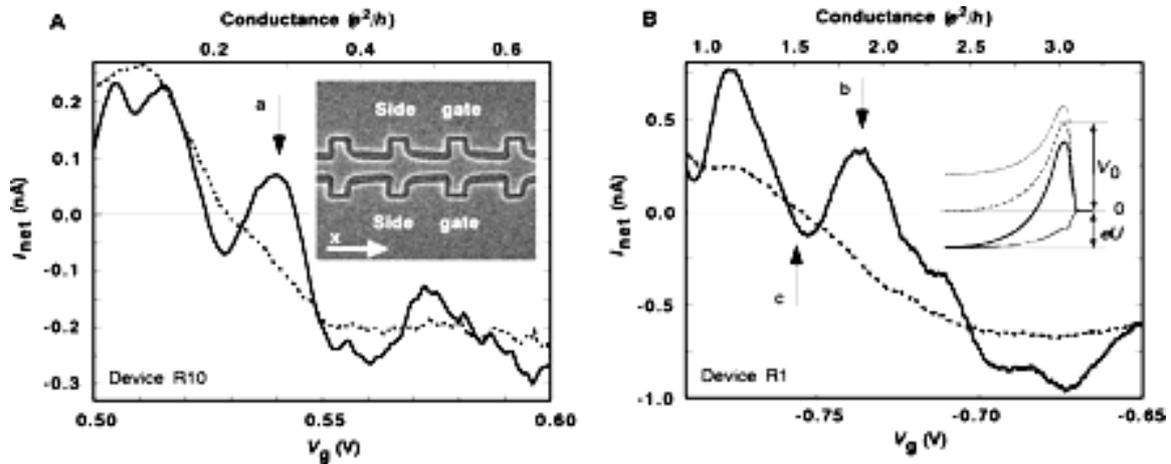 A
Conductance (e²/h)
0.2 0.4 0.6
I_net (nA)
0.2
0.1
0.0
-0.1
-0.2
-0.3
a
Side gate
Side gate
x
Device R10
0.50 0.55 0.60
V_g (V)
B
Conductance (e²/h)
1.0 1.5 2.0 2.5 3.0
I_net (nA)
0.5
0.0
-0.5
-1.0
b
c
V_0
0
eU
Device R1
-0.75 -0.70 -0.65
V_g (V)